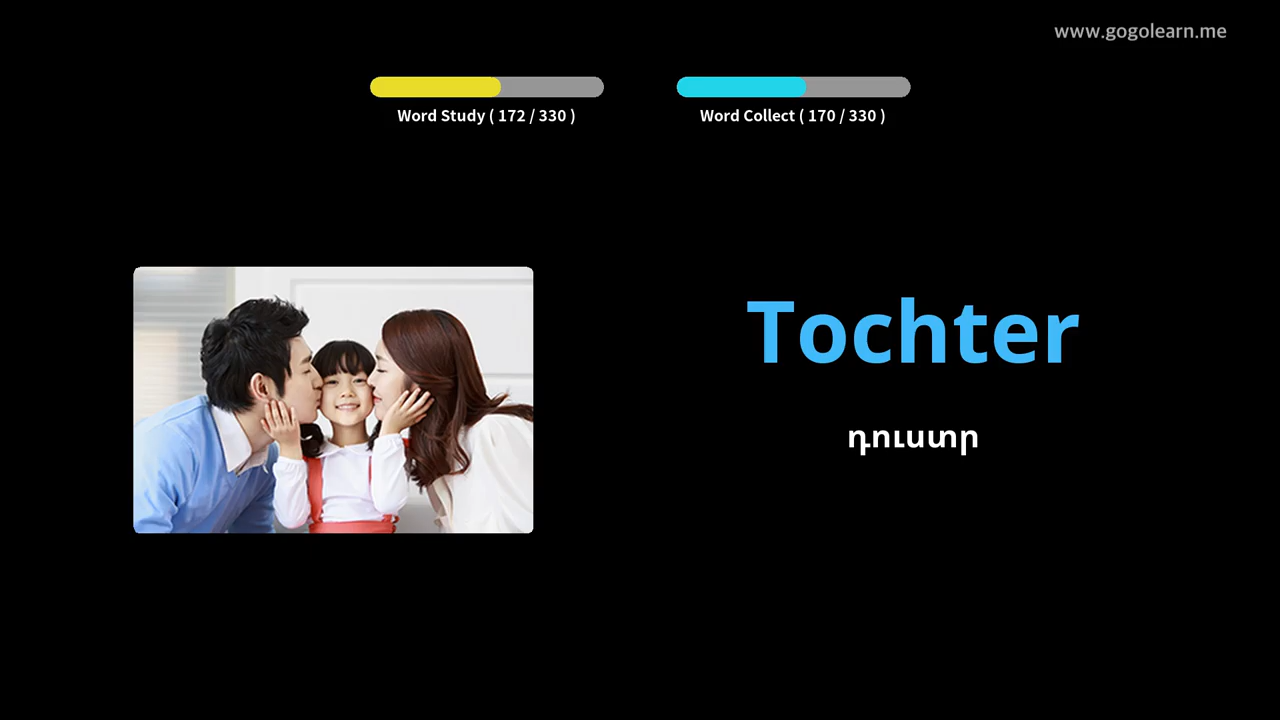 www.gogolearn.me
Word Study ( 172 / 330 )
Word Collect ( 170 / 330 )
Tochter
դուստր